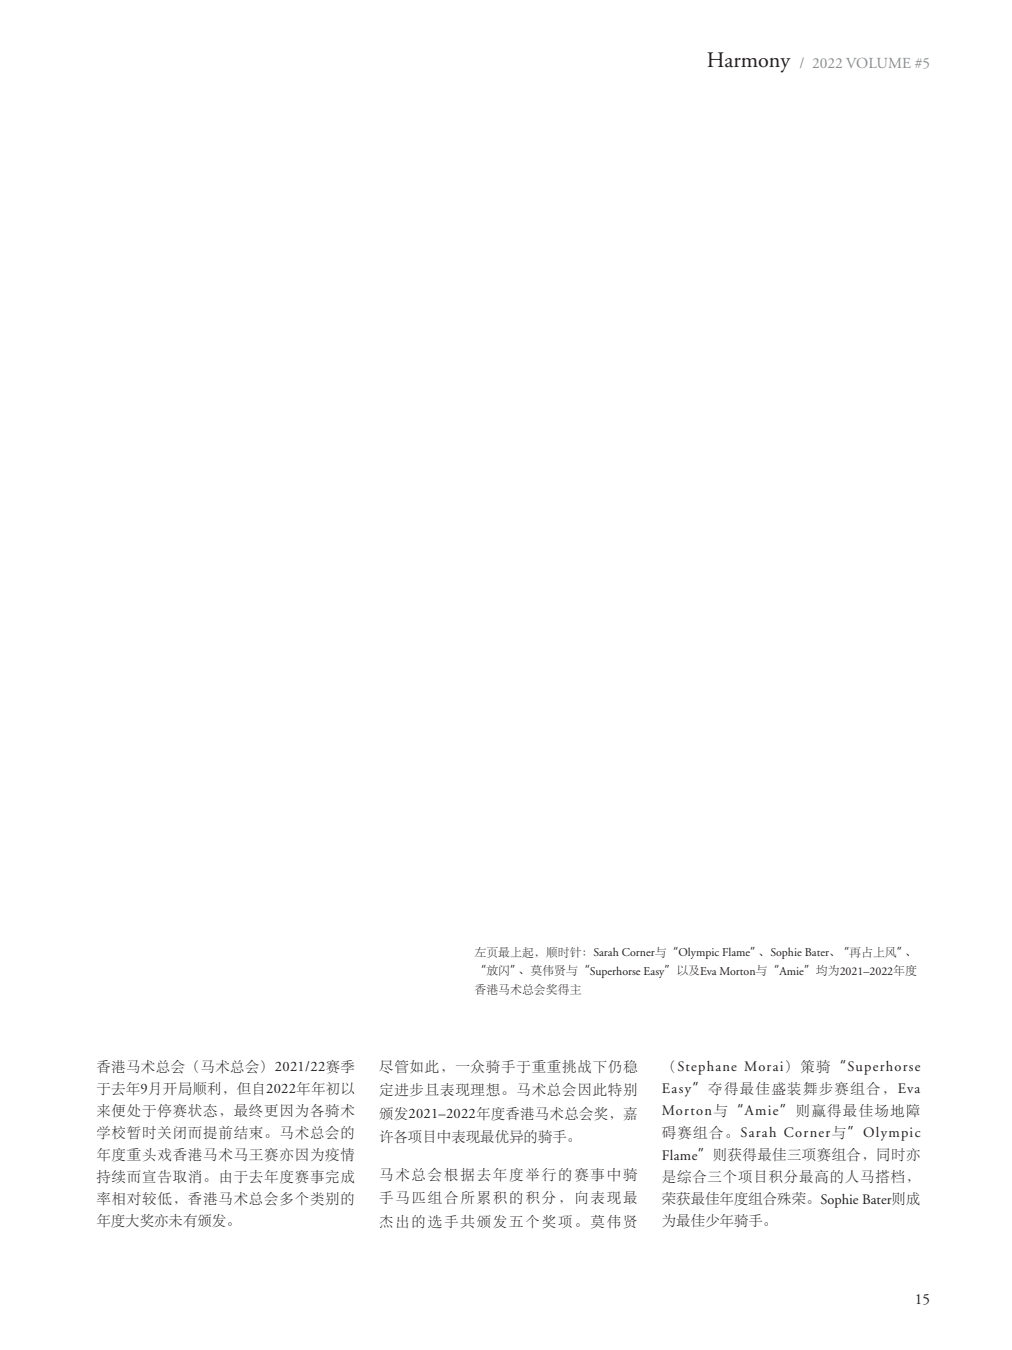 Harmony / 2022 VOLUME #5
左页最上起，顺时针：Sarah Corner与“Olympic Flame”、Sophie Bater、“再占上风”、
“放闪”、莫伟贤与“Superhorse Easy”以及Eva Morton与“Amie”均为2021–2022年度
香港马术总会奖得主
香港马术总会（马术总会）2021/22赛季
于去年9月开局顺利，但自2022年年初以
来便处于停赛状态，最终更因为各骑术
学校暂时关闭而提前结束。马术总会的
年度重头戏香港马术马王赛亦因为疫情
持续而宣告取消。由于去年度赛事完成
率相对较低，香港马术总会多个类别的
年度大奖亦未有颁发。
尽管如此，一众骑手于重重挑战下仍稳
定进步且表现理想。马术总会因此特别
颁发2021–2022年度香港马术总会奖，嘉
许各项目中表现最优异的骑手。
马术总会根据去年度举行的赛事中骑
手马匹组合所累积的积分，向表现最
杰出的选手共颁发五个奖项。莫伟贤
（Stephane Morai）策骑“Superhorse
Easy”夺得最佳盛装舞步赛组合，Eva
Morton与“Amie”则赢得最佳场地障
碍赛组合。Sarah Corner与”Olympic
Flame”则获得最佳三项赛组合，同时亦
是综合三个项目积分最高的人马搭档，
荣获最佳年度组合殊荣。Sophie Bater则成
为最佳少年骑手。
15